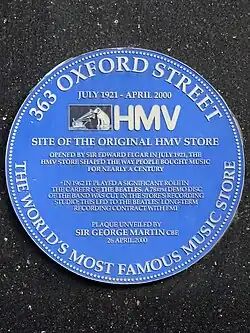 363 OXFORD STREET
JULY 1921 - APRIL 2000
HMV
SITE OF THE ORIGINAL HMV STORE
OPENED BY SIR EDWARD ELGAR IN JULY 1921, THE
HMV STORE SHAPED THE WAY PEOPLE BOUGHT MUSIC
FOR NEARLY A CENTURY
"IN 1962 IT PLAYED A SIGNIFICANT ROLE IN
THE CAREER OF THE BEATLES, A 78RPM DEMO DISC
OF THE BAND WAS CUT IN THE STORE'S RECORDING
STUDIO; THIS LED TO THE BEATLES' LONG-TERM
RECORDING CONTRACT WITH EMI
PLAQUE UNVEILED BY
SIR GEORGE MARTIN CBE
26 APRIL 2000
THE WORLD'S MOST FAMOUS MUSIC STORE